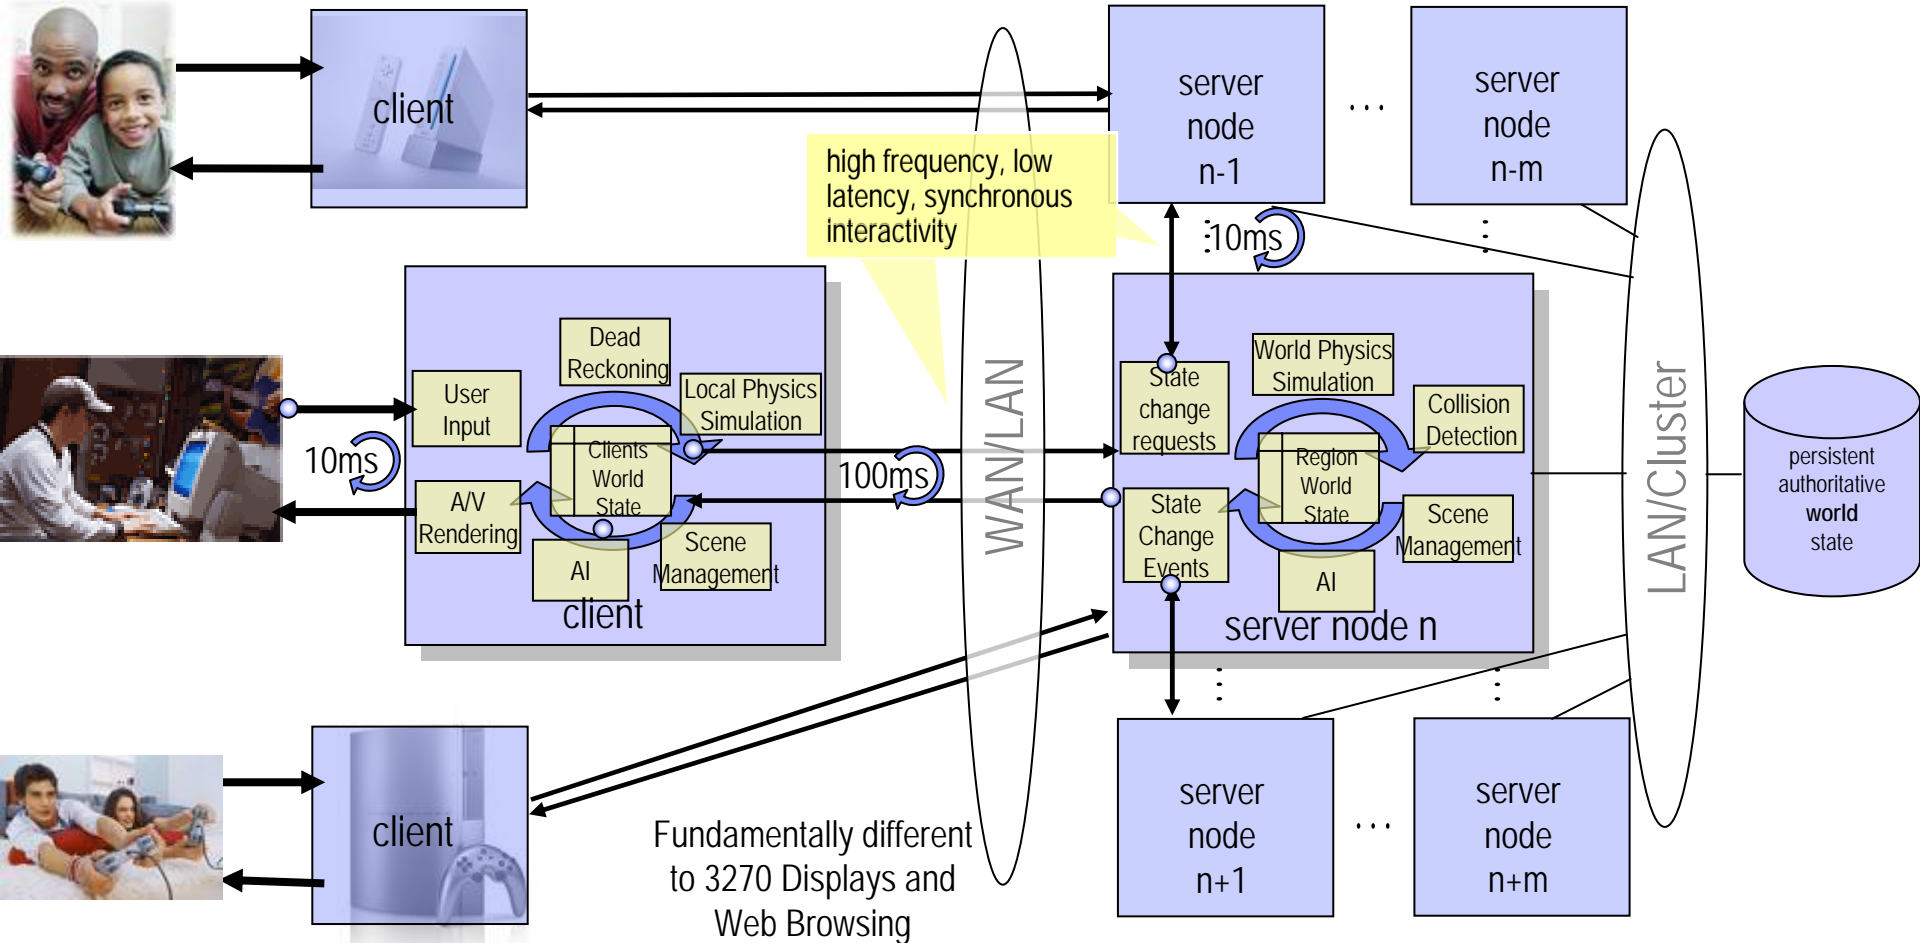 client
server
node
n-1
...
server
node
n-m
high frequency, low
latency, synchronous
interactivity
10ms
Dead
Reckoning
User
Input
Local Physics
Simulation
Clients
World
State
A/V
Rendering
AI
Scene
Management
client
10ms
100ms
WAN/LAN
State
change
requests
World Physics
Simulation
Collision
Detection
Region
World
State
State
Change
Events
Scene
Management
AI
server node n
LAN/Cluster
persistent
authoritative
world
state
client
Fundamentally different
to 3270 Displays and
Web Browsing
server
node
n+1
...
server
node
n+m